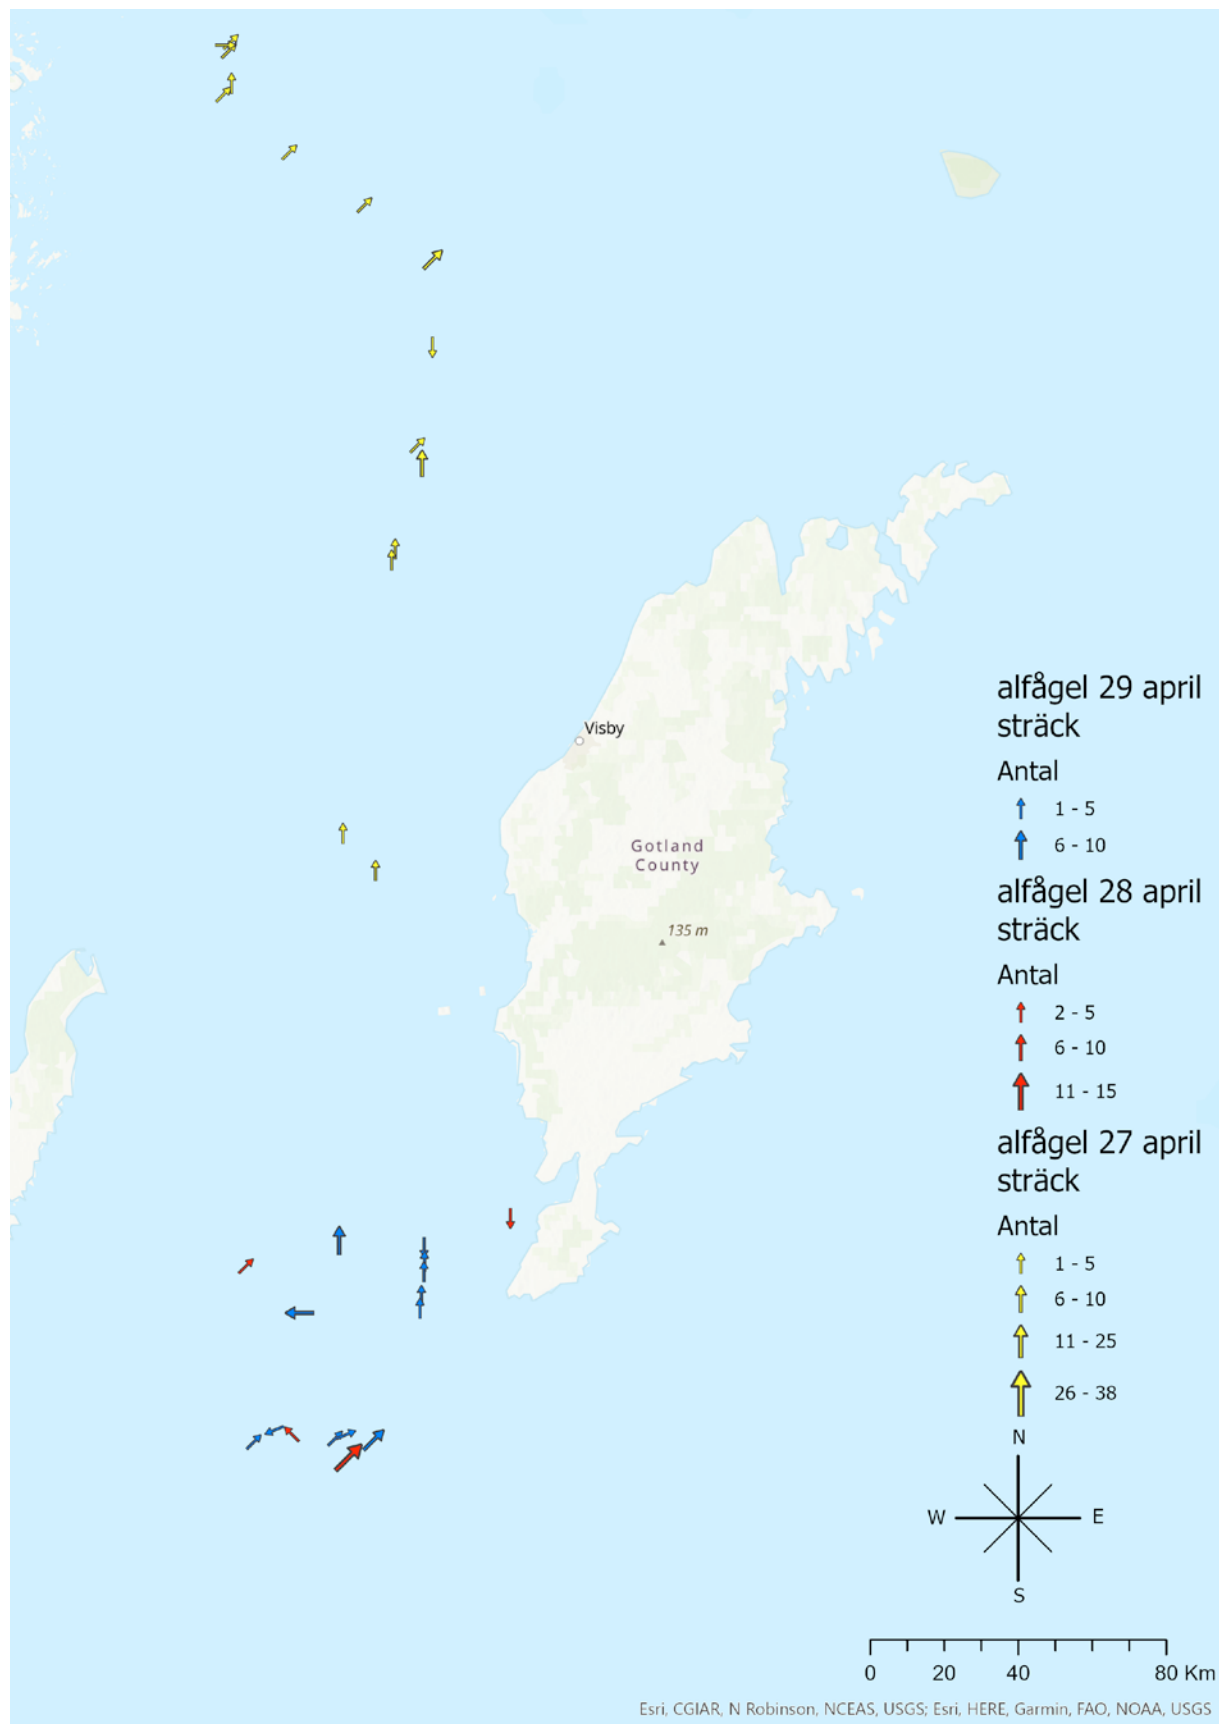 Visby
Gotland
County
135 m
alfågel 29 april
sträck
Antal
1 - 5
6 - 10
alfågel 28 april
sträck
Antal
2 - 5
6 - 10
11 - 15
alfågel 27 april
sträck
Antal
1 - 5
6 - 10
11 - 25
26 - 38
N
W E
S
0 20 40 80 Km
Esri, CGIAR, N Robinson, NCEAS, USGS; Esri, HERE, Garmin, FAO, NOAA, USGS